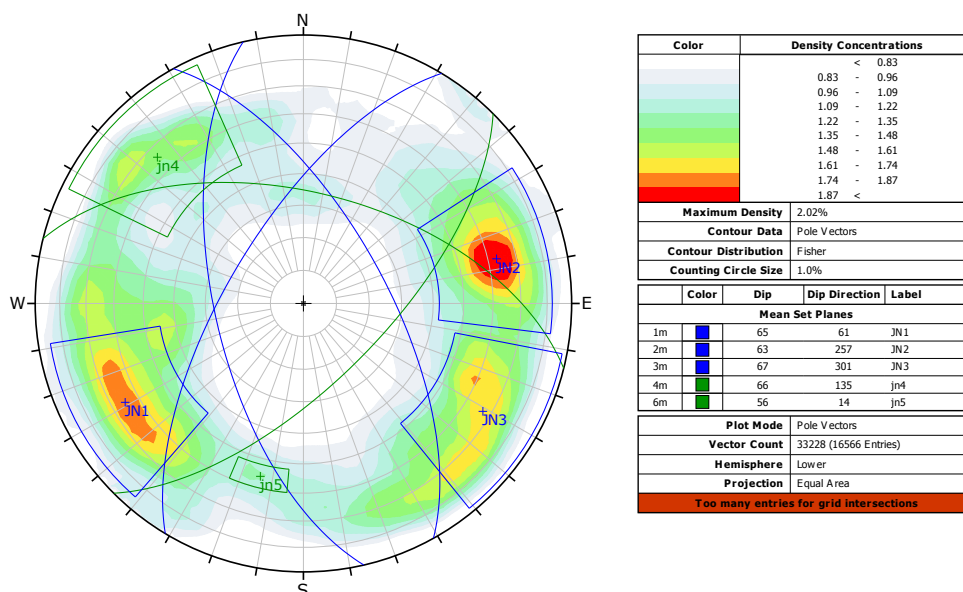 N
W
E
S
jn4
JN2
JN1
JN3
jn5
Color Density Concentrations
< 0.83
0.83 - 0.96
0.96 - 1.09
1.09 - 1.22
1.22 - 1.35
1.35 - 1.48
1.48 - 1.61
1.61 - 1.74
1.74 - 1.87
1.87 <
Maximum Density 2.02%
Contour Data Pole Vectors
Contour Distribution Fisher
Counting Circle Size 1.0%
Color Dip Dip Direction Label
Mean Set Planes
1m 65 61 JN1
2m 63 257 JN2
3m 67 301 JN3
4m 66 135 jn4
6m 56 14 jn5
Plot Mode Pole Vectors
Vector Count 33228 (16566 Entries)
Hemisphere Lower
Projection Equal Area
Too many entries for grid intersections